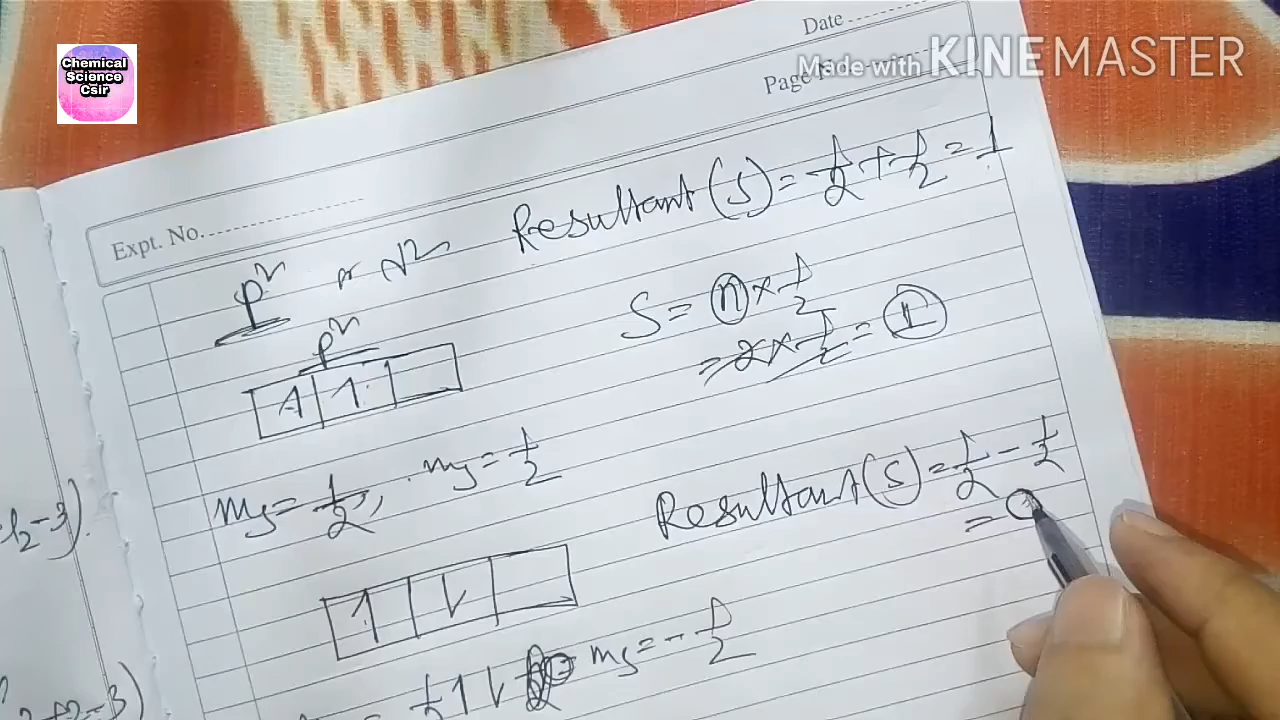 Chemical
Science
Csir
Made with KINEMASTER
Date
Page
Expt. No.
Resultant (S) = 1/2 + 1/2 = 1
p² or d²
S = n × 1/2
= 2 × 1/2 = 1
p²
1 1
ms = 1/2, ms = 1/2
Resultant (S) = 1/2 - 1/2
= 0
ms = - 1/2